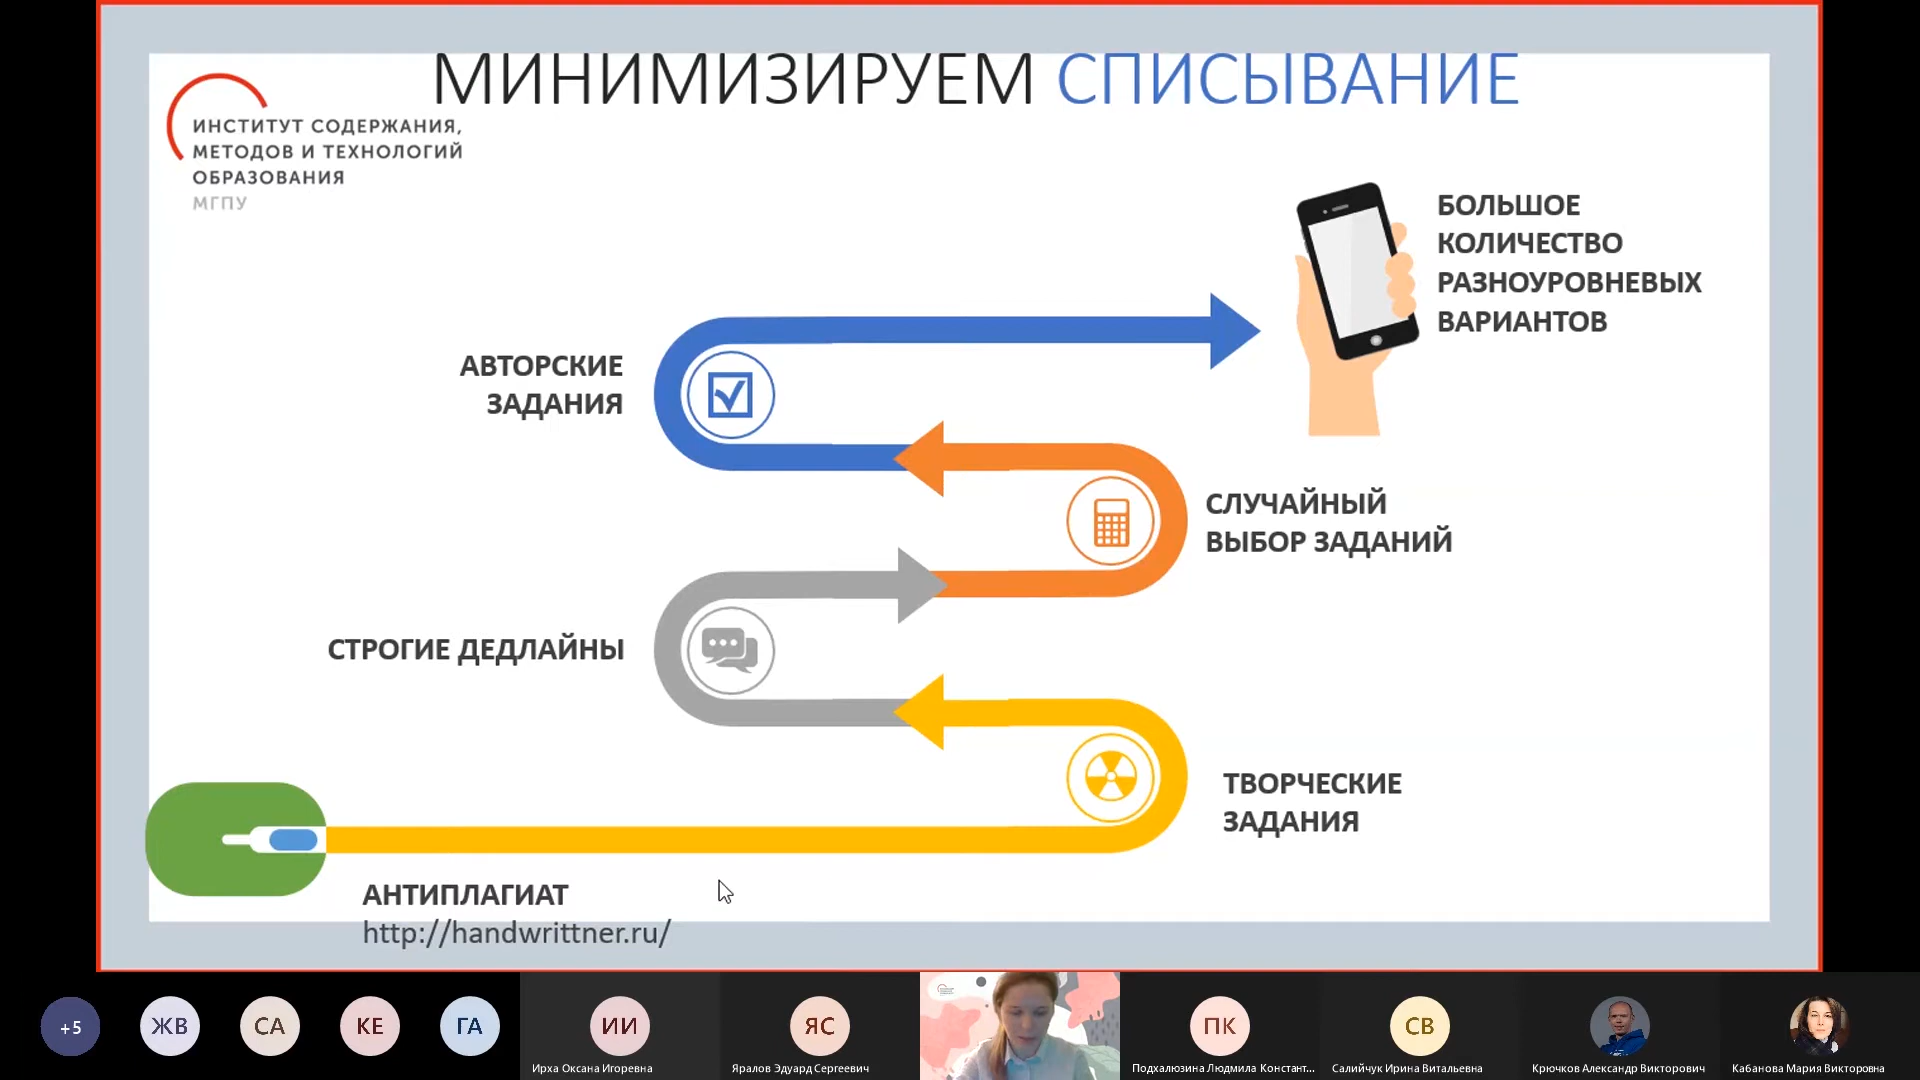 МИНИМИЗИРУЕМ СПИСЫВАНИЕ
ИНСТИТУТ СОДЕРЖАНИЯ,
МЕТОДОВ И ТЕХНОЛОГИЙ
ОБРАЗОВАНИЯ
МГПУ
БОЛЬШОЕ
КОЛИЧЕСТВО
РАЗНОУРОВНЕВЫХ
ВАРИАНТОВ
АВТОРСКИЕ
ЗАДАНИЯ
СЛУЧАЙНЫЙ
ВЫБОР ЗАДАНИЙ
СТРОГИЕ ДЕДЛАЙНЫ
ТВОРЧЕСКИЕ
ЗАДАНИЯ
АНТИПЛАГИАТ
http://handwrittner.ru/
+5
ЖВ
СА
КЕ
ГА
ИИ
Ирха Оксана Игоревна
ЯС
Яралов Эдуард Сергеевич
ПК
Подхалюзина Людмила Констант...
СВ
Салийчук Ирина Витальевна
Крючков Александр Викторович
Кабанова Мария Викторовна